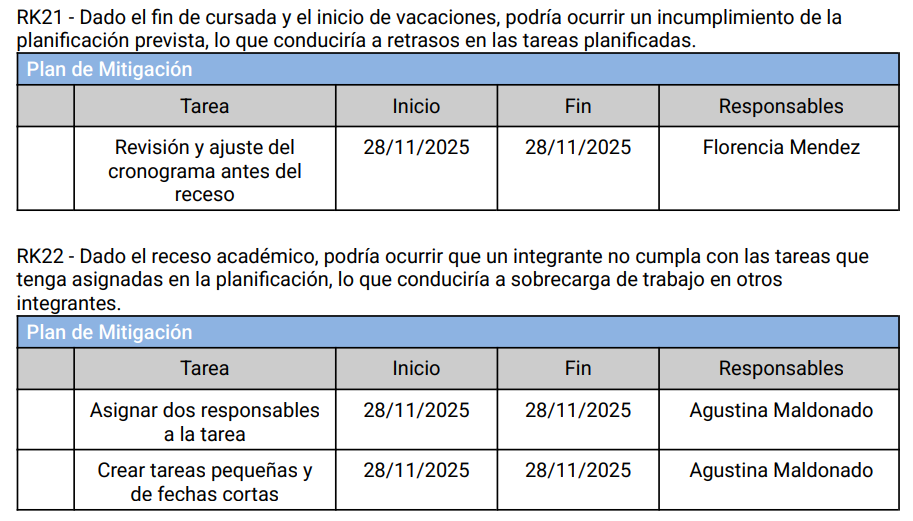 RK21 - Dado el fin de cursada y el inicio de vacaciones, podría ocurrir un incumplimiento de la
planificación prevista, lo que conduciría a retrasos en las tareas planificadas.
Plan de Mitigación
Tarea Inicio Fin Responsables
Revisión y ajuste del 28/11/2025 28/11/2025 Florencia Mendez
cronograma antes del
receso
RK22 - Dado el receso académico, podría ocurrir que un integrante no cumpla con las tareas que
tenga asignadas en la planificación, lo que conduciría a sobrecarga de trabajo en otros
integrantes.
Plan de Mitigación
Tarea Inicio Fin Responsables
Asignar dos responsables 28/11/2025 28/11/2025 Agustina Maldonado
a la tarea
Crear tareas pequeñas y 28/11/2025 28/11/2025 Agustina Maldonado
de fechas cortas